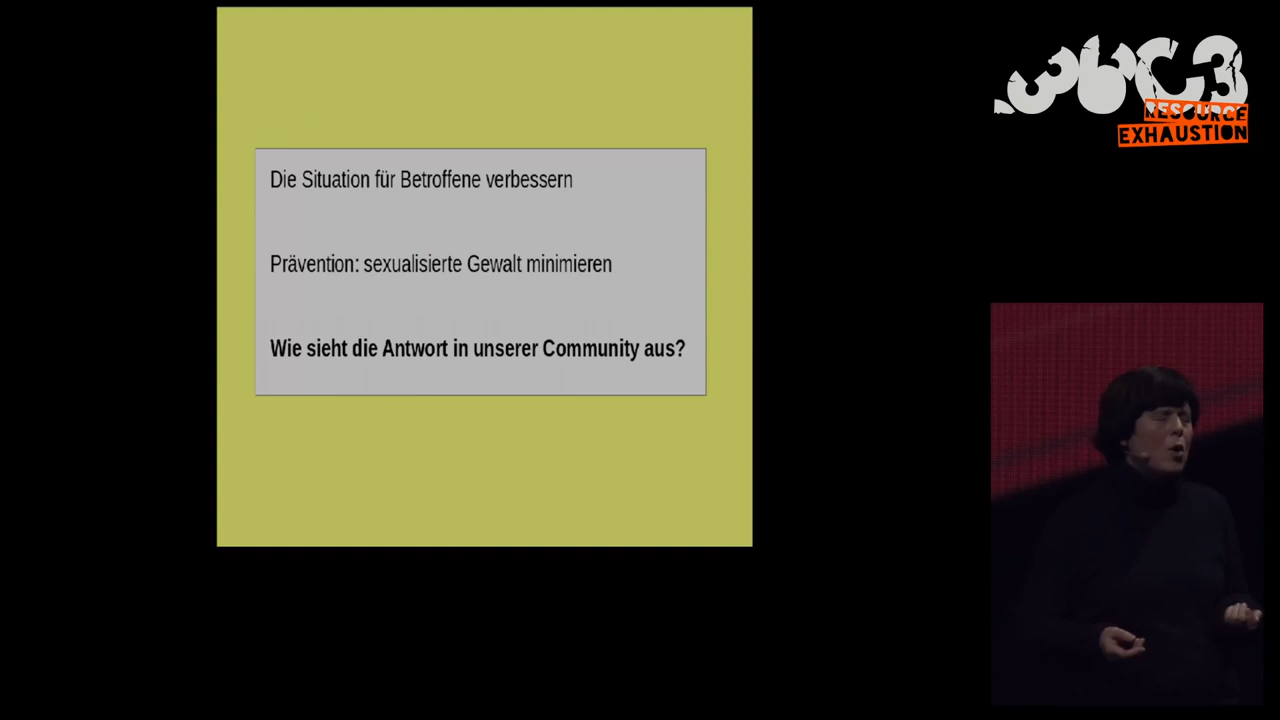 Die Situation für Betroffene verbessern
Prävention: sexualisierte Gewalt minimieren
Wie sieht die Antwort in unserer Community aus?
36C3
RESOURCE
EXHAUSTION